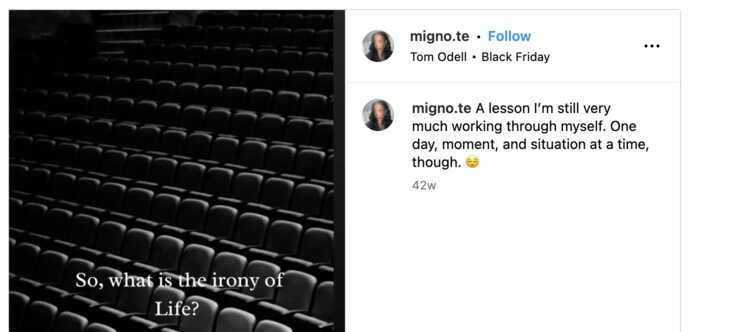 So, what is the irony of
Life?
migno.te • Follow
Tom Odell • Black Friday
migno.te A lesson I’m still very
much working through myself. One
day, moment, and situation at a time,
though. ☺️
42w